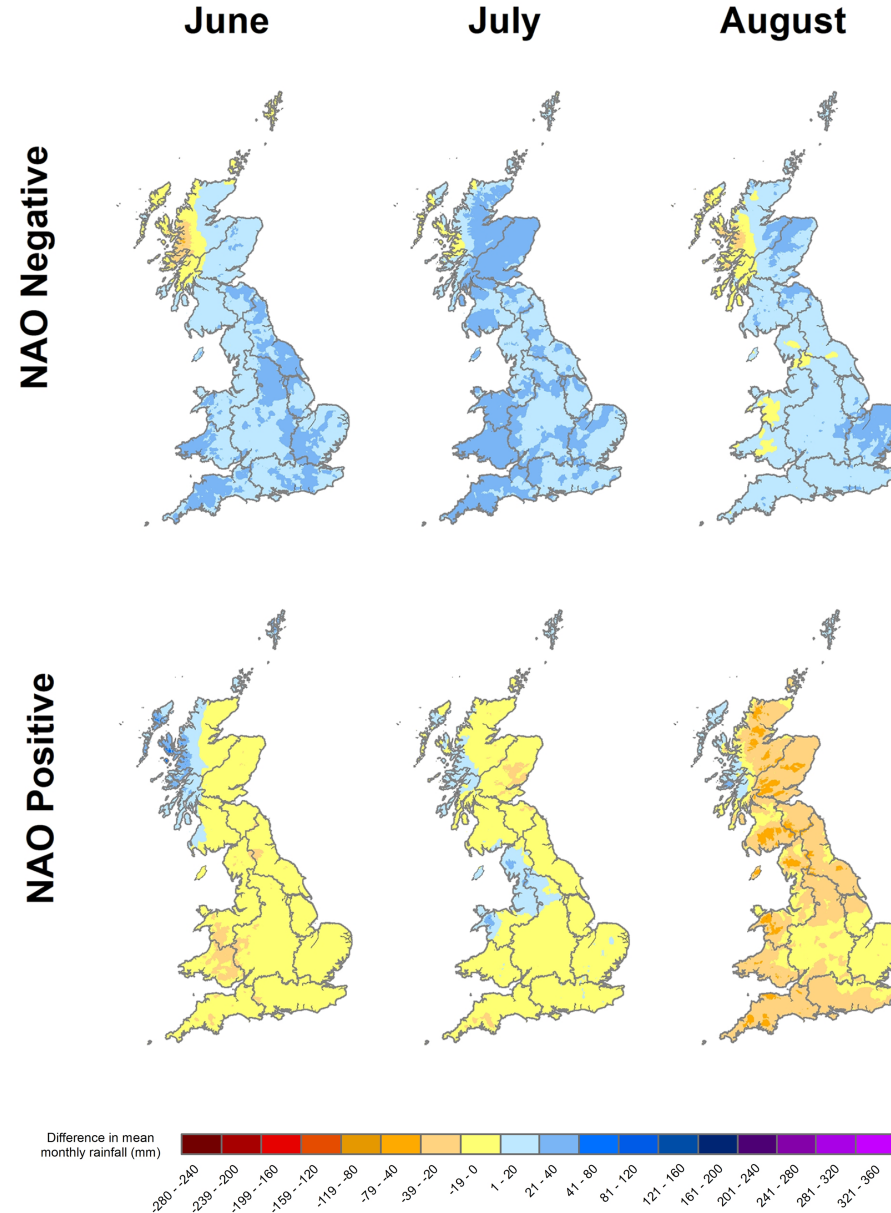 June July August
NAO Negative
NAO Positive
Difference in mean
monthly rainfall (mm)
-280 - -240 -239 - -200 -199 - -160 -159 - -120 -119 - -80 -79 - -40 -39 - -20 -19 - 0 1 - 20 21 - 40 41 - 80 81 - 120 121 - 160 161 - 200 201 - 240 241 - 280 281 - 320 321 - 360